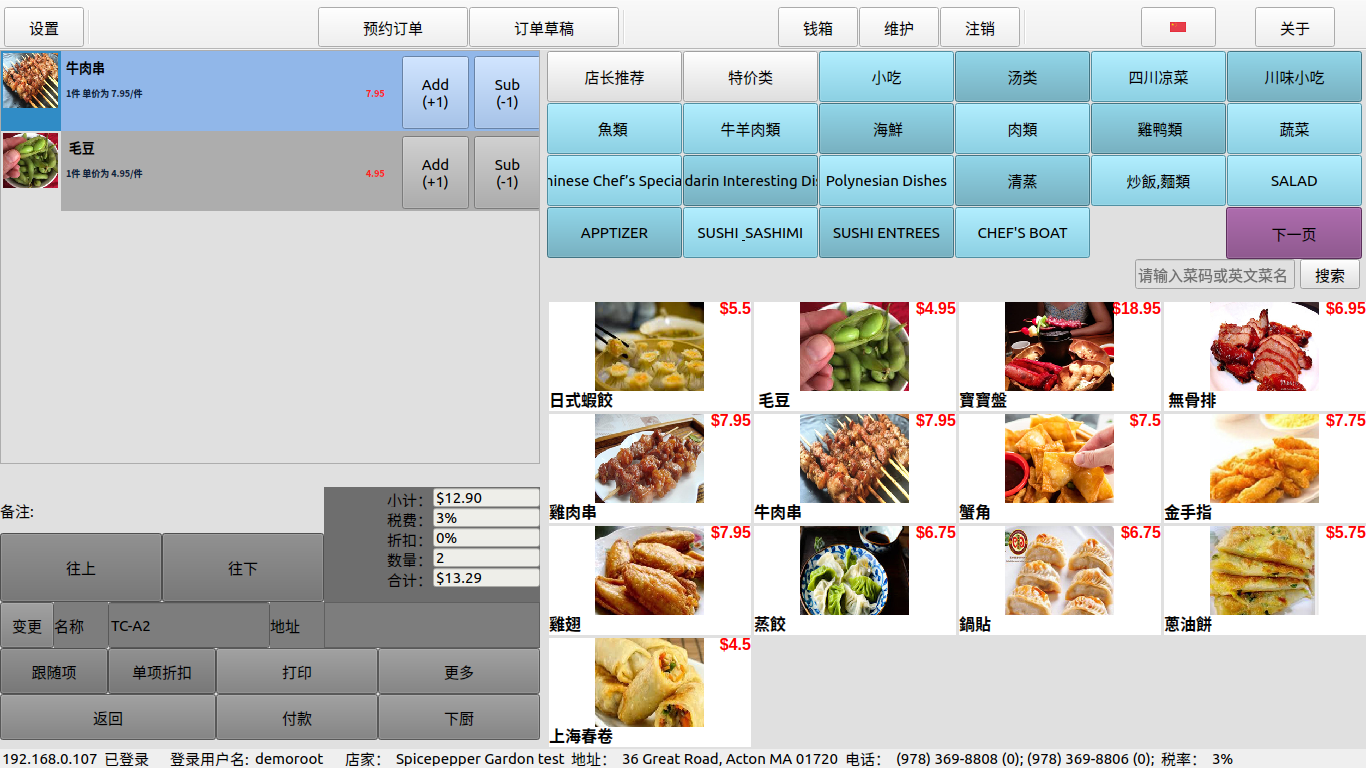 设置 预约订单 订单草稿 钱箱 维护 注销 关于
牛肉串
1件 单价为 7.95/件 7.95
Add (+1)
Sub (-1)
毛豆
1件 单价为 4.95/件 4.95
Add (+1)
Sub (-1)
备注:
小计: $12.90
税费: 3%
折扣: 0%
数量: 2
合计: $13.29
往上 往下
变更 名称 TC-A2 地址
跟随项 单项折扣 打印 更多
返回 付款 下厨
店长推荐 特价类 小吃 汤类 四川凉菜 川味小吃
魚類 牛羊肉類 海鮮 肉類 雞鸭類 蔬菜
hinese Chef's Specia darin Interesting Dis Polynesian Dishes 清蒸 炒飯,麵類 SALAD
APPTIZER SUSHI_SASHIMI SUSHI ENTREES CHEF'S BOAT 下一页
请输入菜码或英文菜名 搜索
$5.5 $4.95 $18.95 $6.95
日式蝦餃 毛豆 寶寶盤 無骨排
$7.95 $7.95 $7.5 $7.75
雞肉串 牛肉串 蟹角 金手指
$7.95 $6.75 $6.75 $5.75
雞翅 蒸餃 鍋貼 蔥油餅
$4.5
上海春卷
192.168.0.107 已登录 登录用户名: demoroot 店家: Spicepepper Gardon test 地址: 36 Great Road, Acton MA 01720 电话: (978) 369-8808 (0); (978) 369-8806 (0); 税率: 3%